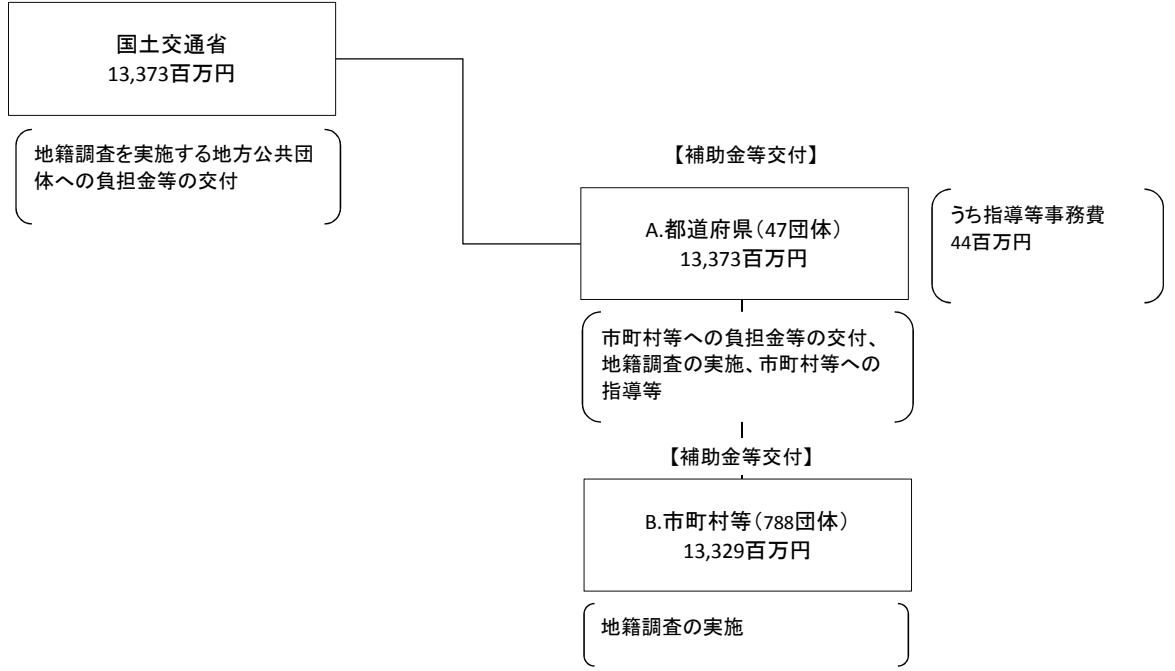 国土交通省
13,373百万円
地籍調査を実施する地方公共団
体への負担金等の交付
【補助金等交付】
A.都道府県(47団体)
13,373百万円
うち指導等事務費
44百万円
市町村等への負担金等の交付、
地籍調査の実施、市町村等への
指導等
【補助金等交付】
B.市町村等(788団体)
13,329百万円
地籍調査の実施